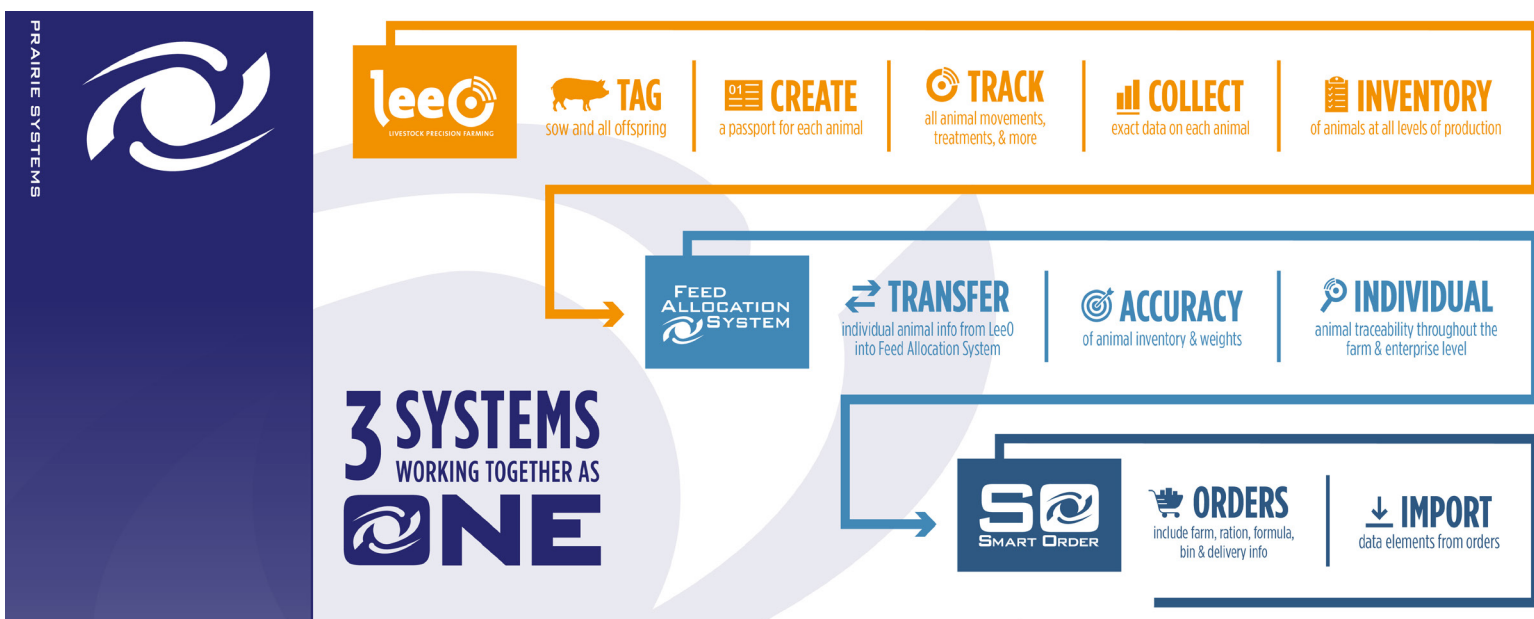 PRAIRIE SYSTEMS
leeO
LIVESTOCK PRECISION FARMING
TAG
sow and all offspring
01
CREATE
a passport for each animal
TRACK
all animal movements,
treatments, & more
COLLECT
exact data on each animal
INVENTORY
of animals at all levels of production
FEED
ALLOCATION
SYSTEM
TRANSFER
individual animal info from LeeO
into Feed Allocation System
ACCURACY
of animal inventory & weights
INDIVIDUAL
animal traceability throughout the
farm & enterprise level
3 SYSTEMS
WORKING TOGETHER AS
ONE
SO
SMART ORDER
ORDERS
include farm, ration, formula,
bin & delivery info
IMPORT
data elements from orders